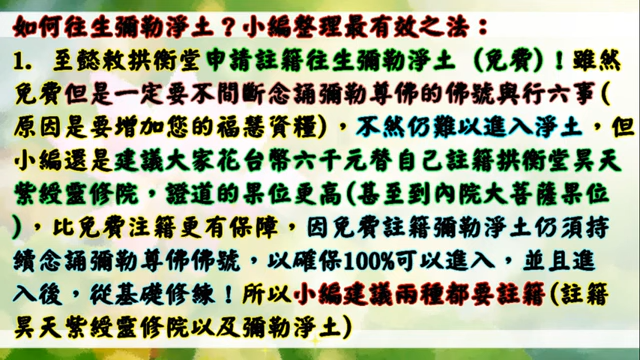 如何往生彌勒淨土？小編整理最有效之法：
1. 至懿敕拱衡堂申請註籍往生彌勒淨土 (免費)！雖然
免費但是一定要不間斷念誦彌勒尊佛的佛號與行六事(
原因是要增加您的福慧資糧)，不然仍難以進入淨土，但
小編還是建議大家花台幣六千元替自己註籍拱衡堂昊天
紫綬靈修院，證道的果位更高(甚至到內院大菩薩果位
)，比免費注籍更有保障，因免費註籍彌勒淨土仍須持
續念誦彌勒尊佛佛號，以確保100%可以進入，並且進
入後，從基礎修練！所以小編建議兩種都要註籍(註籍
昊天紫綬靈修院以及彌勒淨土)